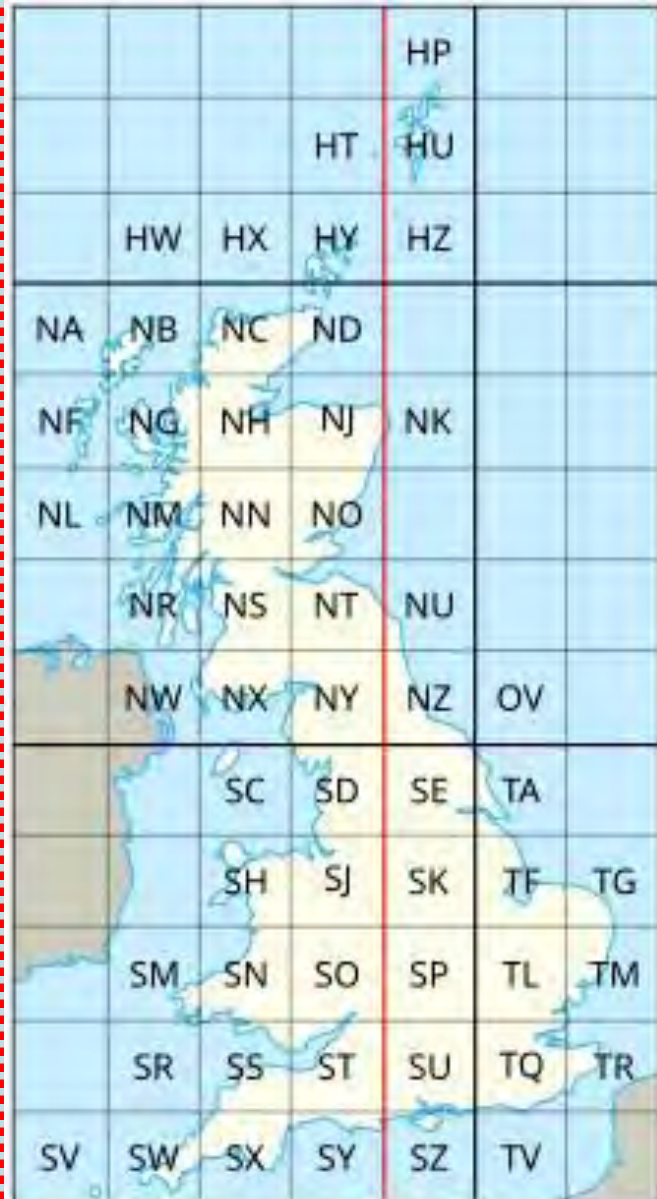 HP
HT HU
HW HX HY HZ
NA NB NC ND
NF NG NH NJ NK
NL NM NN NO
NR NS NT NU
NW NX NY NZ OV
SC SD SE TA
SH SJ SK TF TG
SM SN SO SP TL TM
SR SS ST SU TQ TR
SV SW SX SY SZ TV